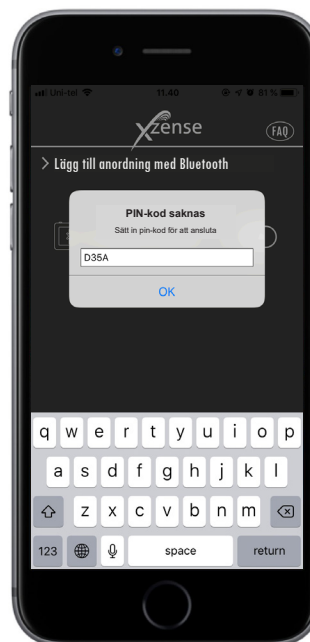 Uni-tel 11.40 81 %
Xzense
FAQ
> Lägg till anordning med Bluetooth
PIN-kod saknas
Sätt in pin-kod för att ansluta
D35A
OK
q w e r t y u i o p
a s d f g h j k l
z x c v b n m
123 space return